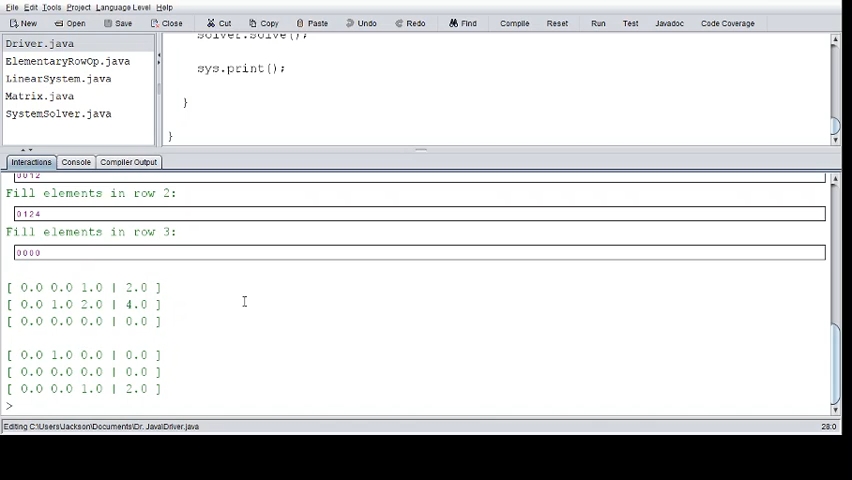 File Edit Tools Project Language Level Help
New Open Save Close Cut Copy Paste Undo Redo Find Compile Reset Run Test Javadoc Code Coverage
Driver.java
ElementaryRowOp.java
LinearSystem.java
Matrix.java
SystemSolver.java
solver.solve();
sys.print();
}
}
Interactions Console Compiler Output
0012
Fill elements in row 2:
0124
Fill elements in row 3:
0000
[ 0.0 0.0 1.0 | 2.0 ]
[ 0.0 1.0 2.0 | 4.0 ]
[ 0.0 0.0 0.0 | 0.0 ]
[ 0.0 1.0 0.0 | 0.0 ]
[ 0.0 0.0 0.0 | 0.0 ]
[ 0.0 0.0 1.0 | 2.0 ]
>
Editing C:\Users\Jackson\Documents\Dr. Java\Driver.java 28:0